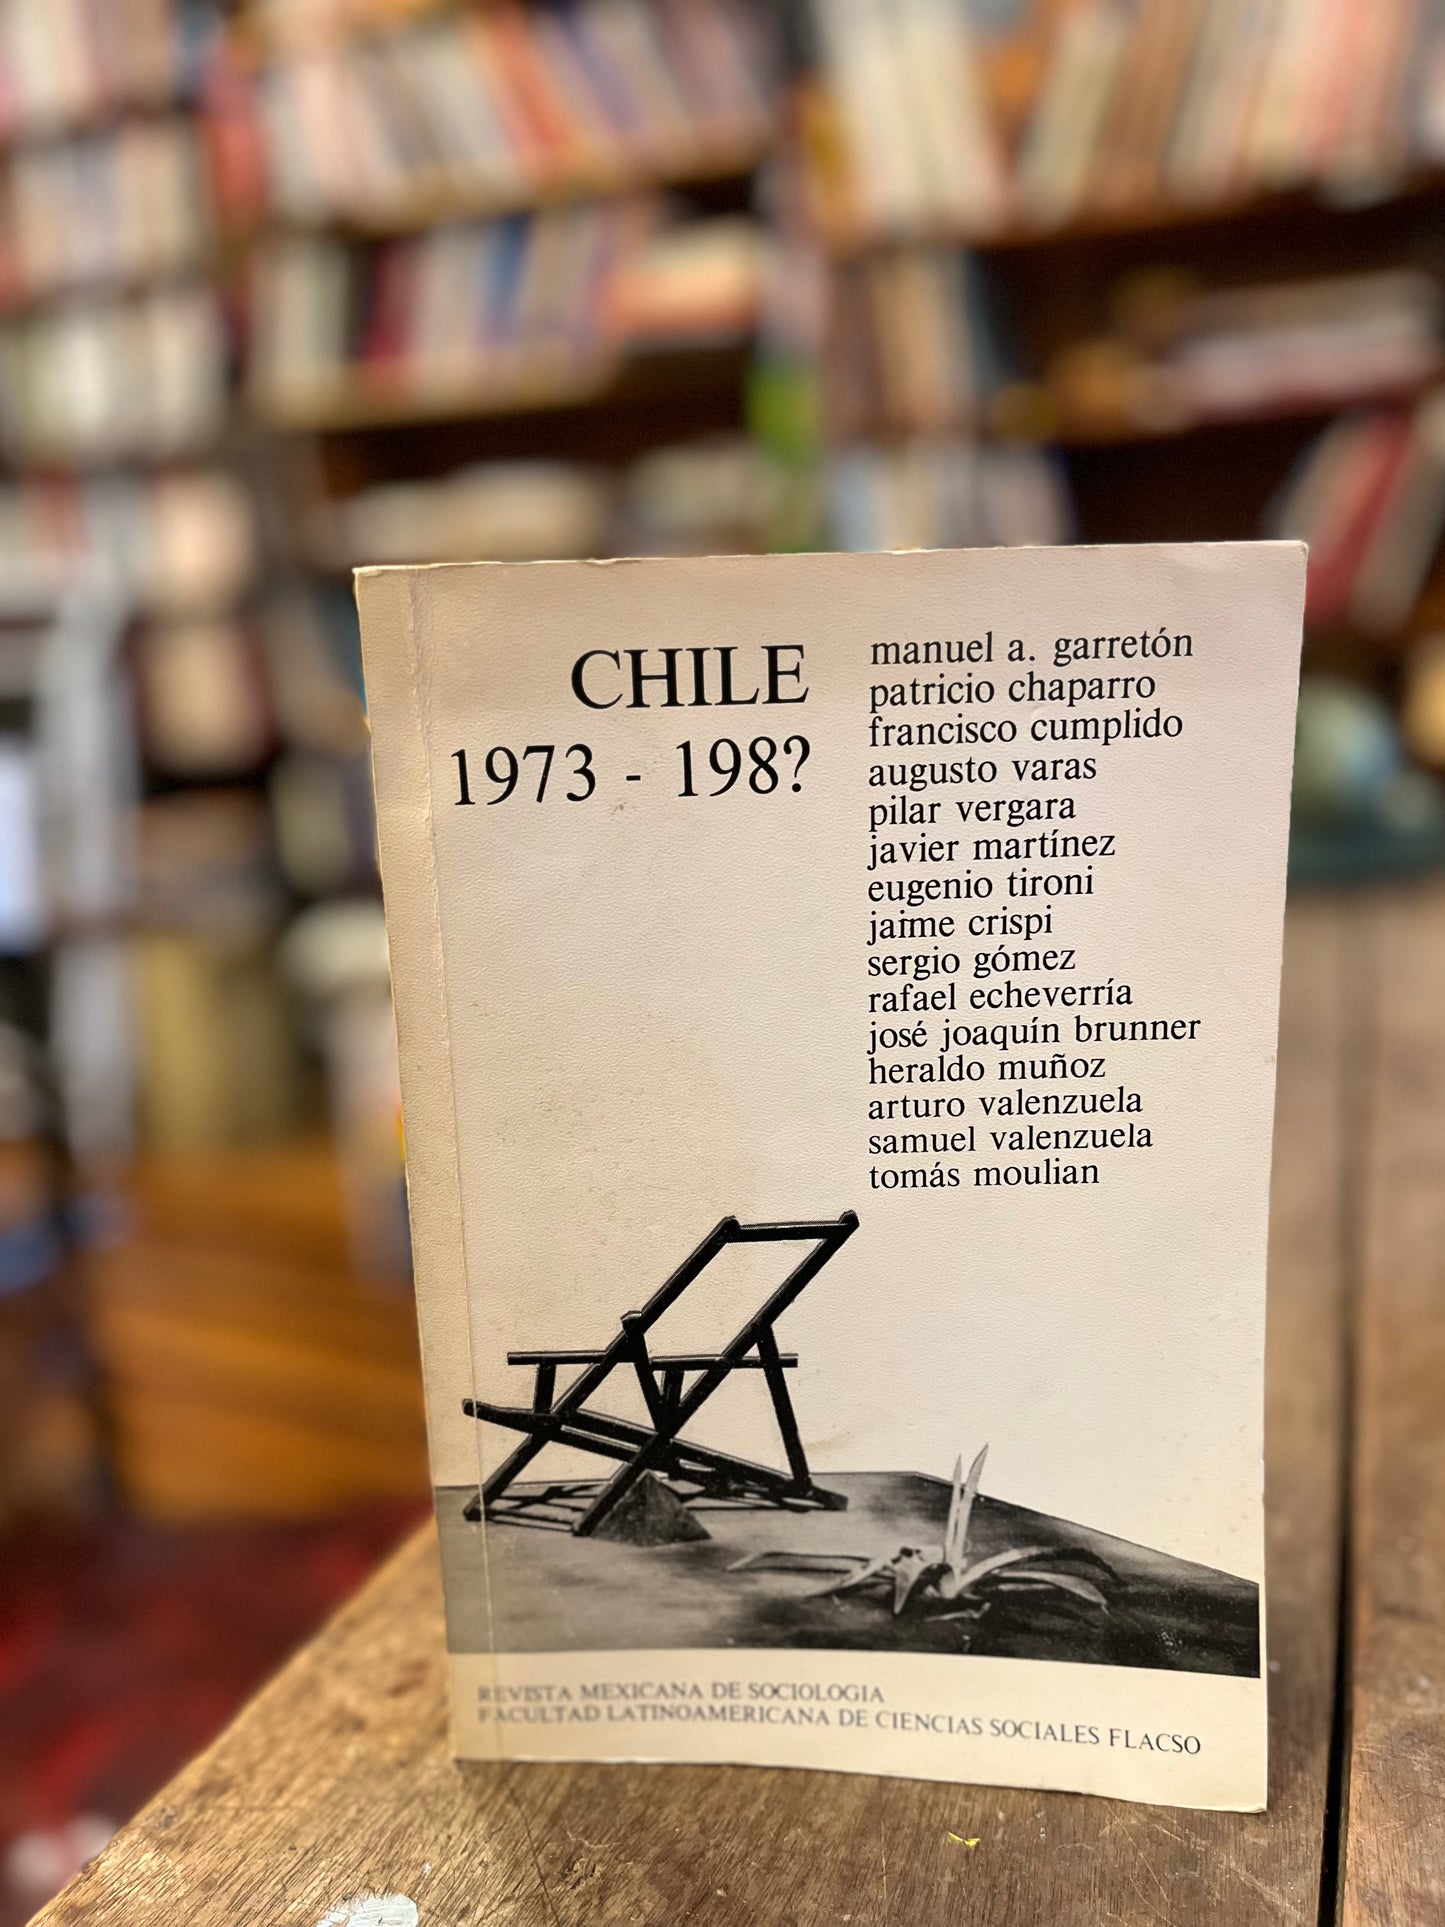 CHILE
1973 - 198?
manuel a. garretón
patricio chaparro
francisco cumplido
augusto varas
pilar vergara
javier martínez
eugenio tironi
jaime crispi
sergio gómez
rafael echeverría
josé joaquín brunner
heraldo muñoz
arturo valenzuela
samuel valenzuela
tomás moulian
REVISTA MEXICANA DE SOCIOLOGIA
FACULTAD LATINOAMERICANA DE CIENCIAS SOCIALES FLACSO